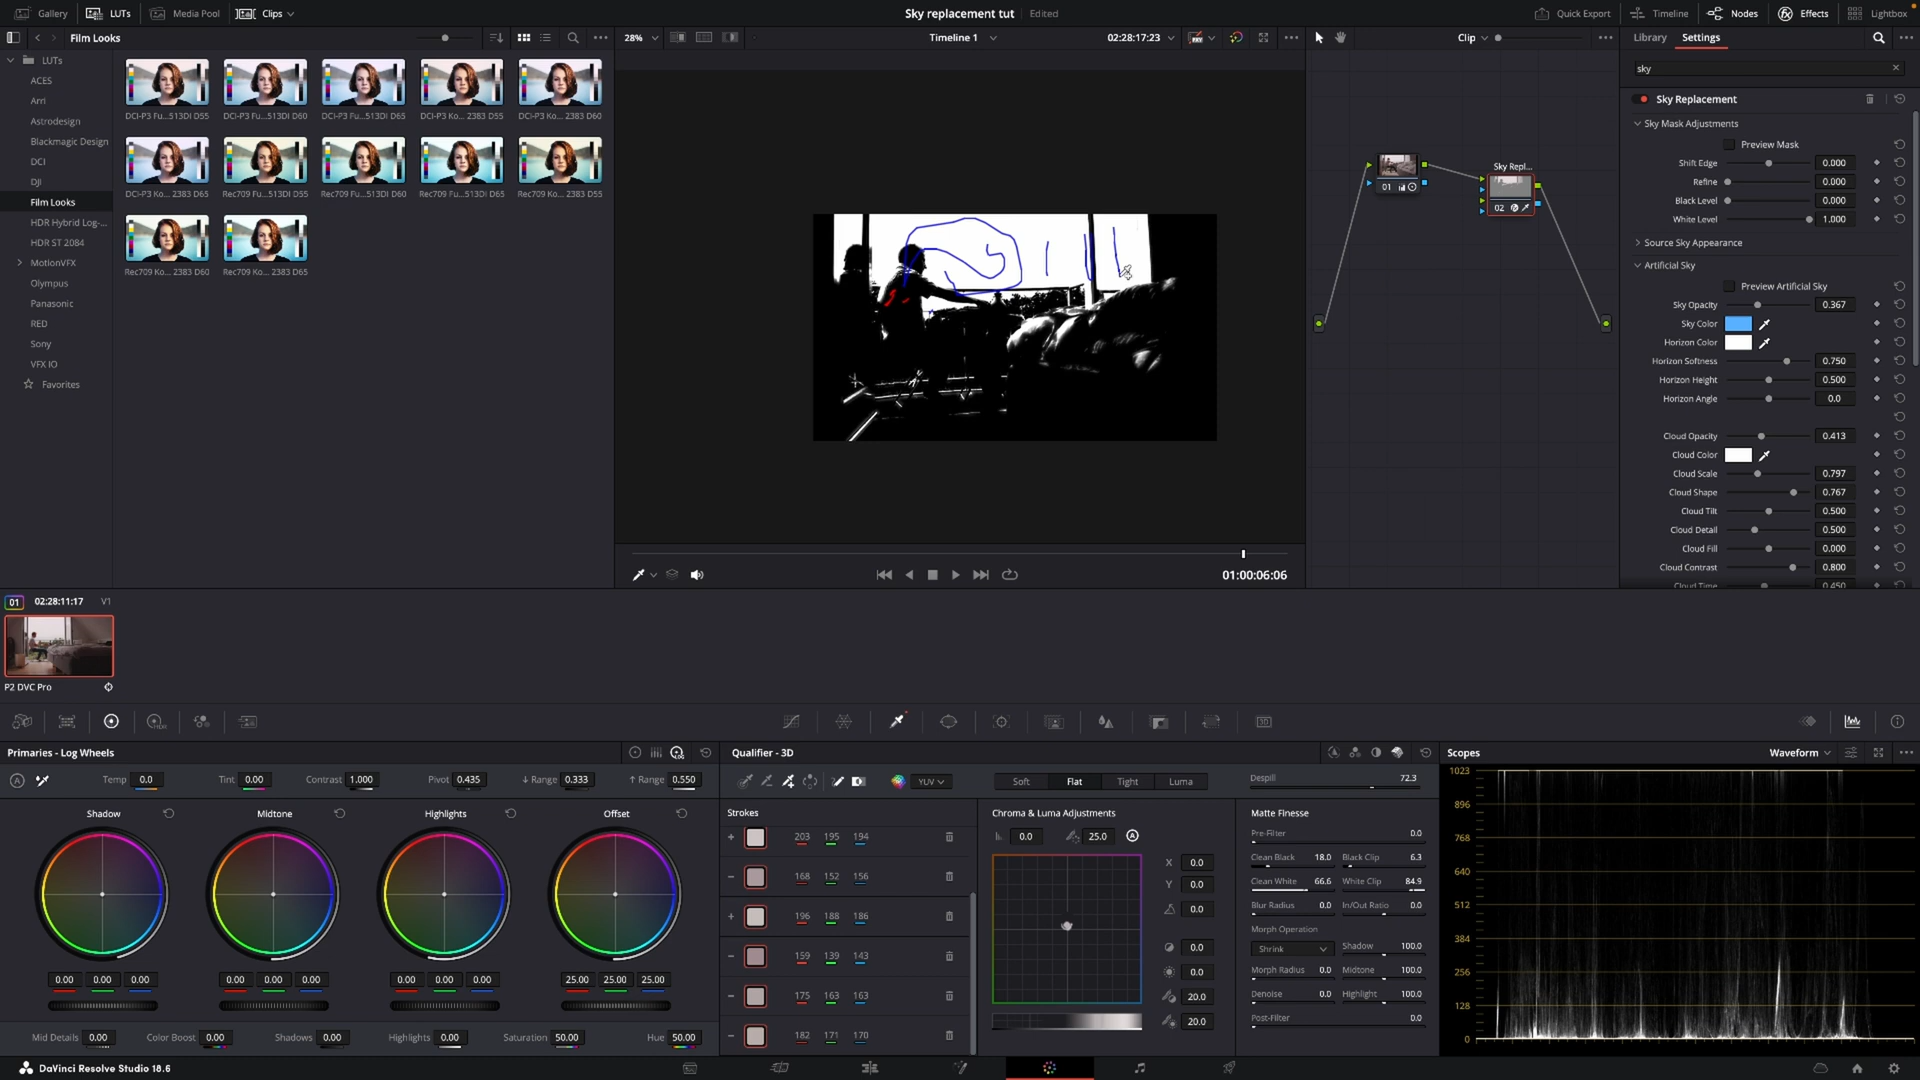 Gallery LUTs Media Pool Clips Sky replacement tut Edited Quick Export Timeline Nodes Effects Lightbox
Film Looks 28% Timeline 1 02:28:17:23 Clip Library Settings
sky
LUTs
ACES
Arri
Astrodesign
Blackmagic Design
DCI
DJI
Film Looks
HDR Hybrid Log-...
HDR ST 2084
MotionVFX
Olympus
Panasonic
RED
Sony
VFX IO
Favorites
DCI-P3 Fu...513DI D55 DCI-P3 Fu...513DI D60 DCI-P3 Fu...513DI D65 DCI-P3 Ko... 2383 D55 DCI-P3 Ko... 2383 D60
DCI-P3 Ko... 2383 D65 Rec709 Fu...513DI D55 Rec709 Fu...513DI D60 Rec709 Fu...513DI D65 Rec709 Ko... 2383 D55
Rec709 Ko... 2383 D60 Rec709 Ko... 2383 D65
01:00:06:06
01
Sky Repl...
02
Sky Replacement
Sky Mask Adjustments
Preview Mask
Shift Edge 0.000
Refine 0.000
Black Level 0.000
White Level 1.000
Source Sky Appearance
Artificial Sky
Preview Artificial Sky
Sky Opacity 0.367
Sky Color
Horizon Color
Horizon Softness 0.750
Horizon Height 0.500
Horizon Angle 0.0
Cloud Opacity 0.413
Cloud Color
Cloud Scale 0.797
Cloud Shape 0.767
Cloud Tilt 0.500
Cloud Detail 0.500
Cloud Fill 0.000
Cloud Contrast 0.800
Cloud Time 0.450
01 02:28:11:17 V1
P2 DVC Pro
Primaries - Log Wheels
Temp 0.0 Tint 0.00 Contrast 1.000 Pivot 0.435 Range 0.333 Range 0.550
Shadow Midtone Highlights Offset
0.00 0.00 0.00 0.00 0.00 0.00 0.00 0.00 0.00 25.00 25.00 25.00
Mid Details 0.00 Color Boost 0.00 Shadows 0.00 Highlights 0.00 Saturation 50.00 Hue 50.00
Qualifier - 3D
YUV Soft Flat Tight Luma Despill 72.3
Strokes
+ 203 195 194
- 168 152 156
+ 196 188 186
- 159 139 143
- 175 163 163
- 182 171 170
Chroma & Luma Adjustments
0.0 25.0
X 0.0
Y 0.0
0.0
0.0
0.0
20.0
20.0
Matte Finesse
Pre-Filter 0.0
Clean Black 18.0 Black Clip 6.3
Clean White 66.6 White Clip 84.9
Blur Radius 0.0 In/Out Ratio 0.0
Morph Operation
Shrink Shadow 100.0
Morph Radius 0.0 Midtone 100.0
Denoise 0.0 Highlight 100.0
Post-Filter 0.0
Scopes Waveform
1023
896
768
640
512
384
256
128
0
DaVinci Resolve Studio 18.6